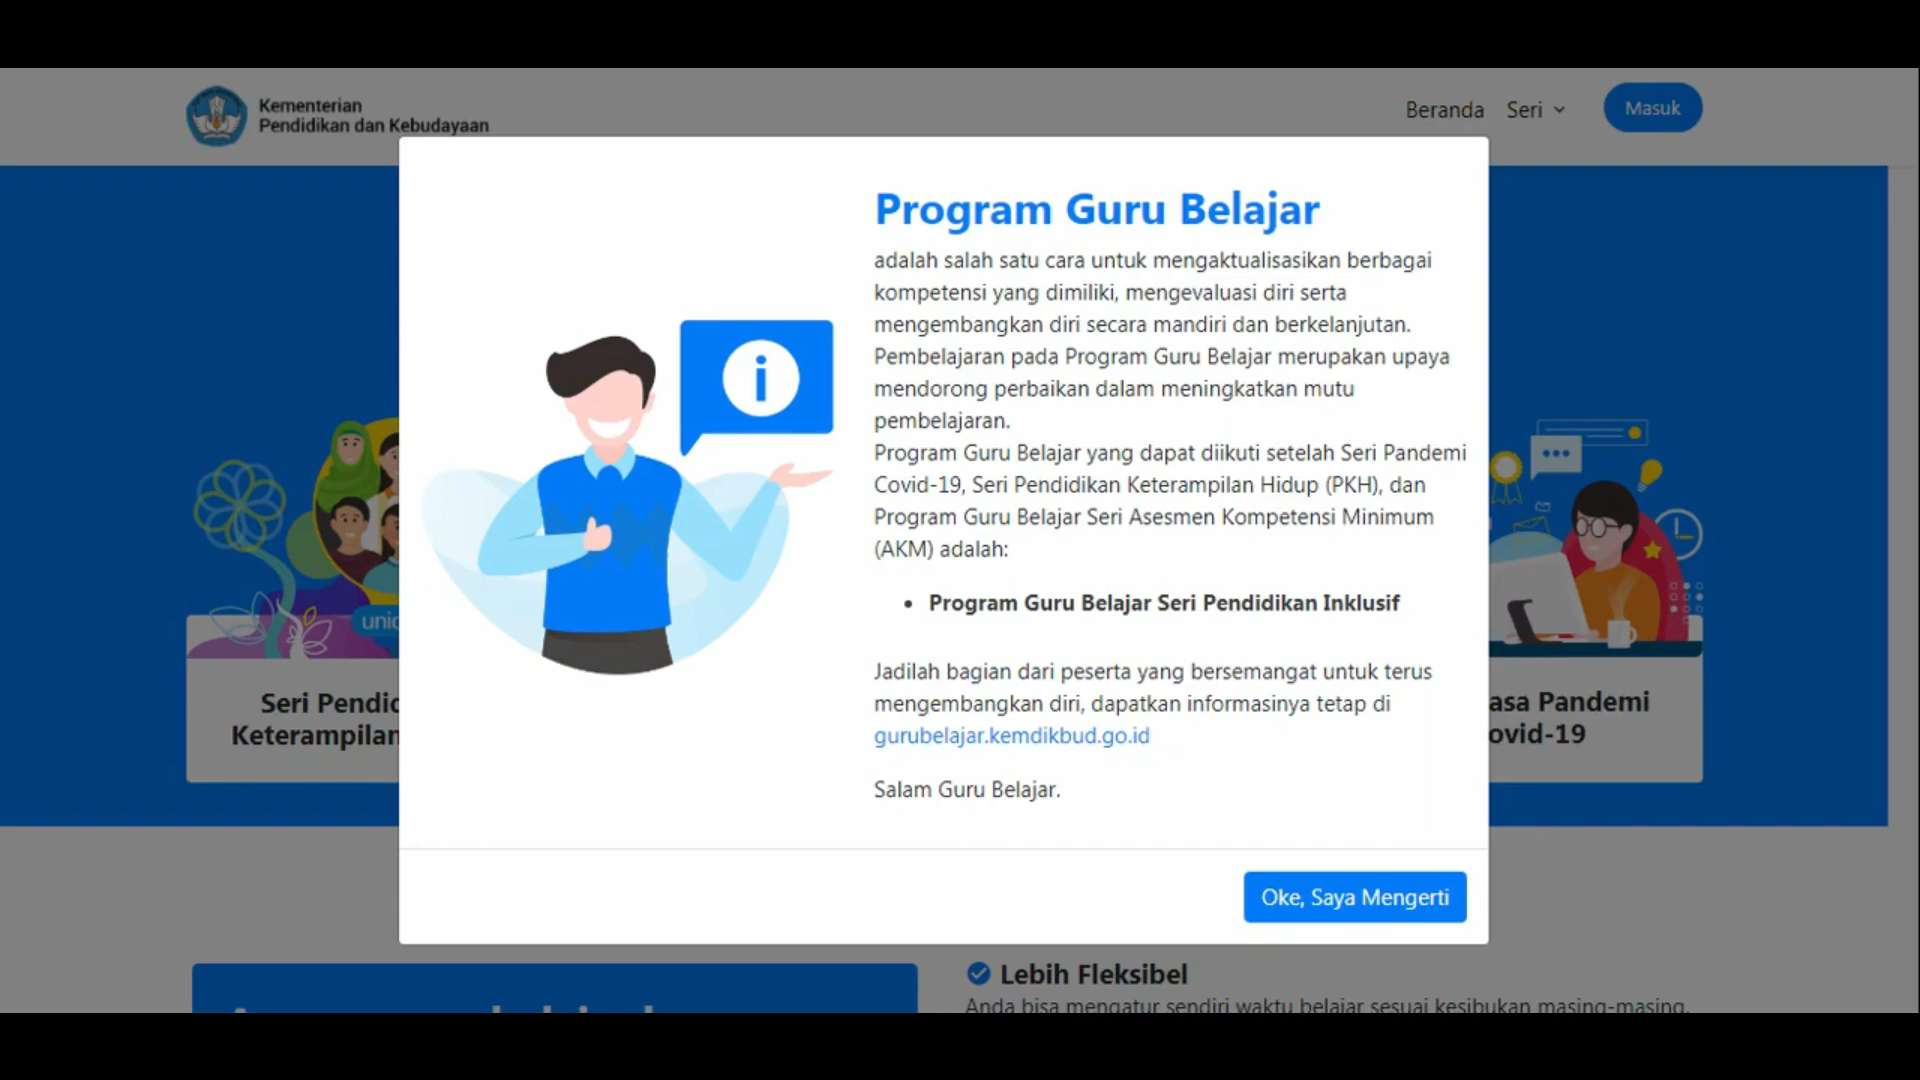 Kementerian
Pendidikan dan Kebudayaan
Beranda
Seri
Masuk
Program Guru Belajar
adalah salah satu cara untuk mengaktualisasikan berbagai
kompetensi yang dimiliki, mengevaluasi diri serta
mengembangkan diri secara mandiri dan berkelanjutan.
Pembelajaran pada Program Guru Belajar merupakan upaya
mendorong perbaikan dalam meningkatkan mutu
pembelajaran.
Program Guru Belajar yang dapat diikuti setelah Seri Pandemi
Covid-19, Seri Pendidikan Keterampilan Hidup (PKH), dan
Program Guru Belajar Seri Asesmen Kompetensi Minimum
(AKM) adalah:
• Program Guru Belajar Seri Pendidikan Inklusif
Jadilah bagian dari peserta yang bersemangat untuk terus
mengembangkan diri, dapatkan informasinya tetap di
gurubelajar.kemdikbud.go.id
Salam Guru Belajar.
Oke, Saya Mengerti
unic
Seri Pendid
Keterampilan
asa Pandemi
ovid-19
Lebih Fleksibel
Anda bisa mengatur sendiri waktu belajar sesuai kesibukan masing-masing.